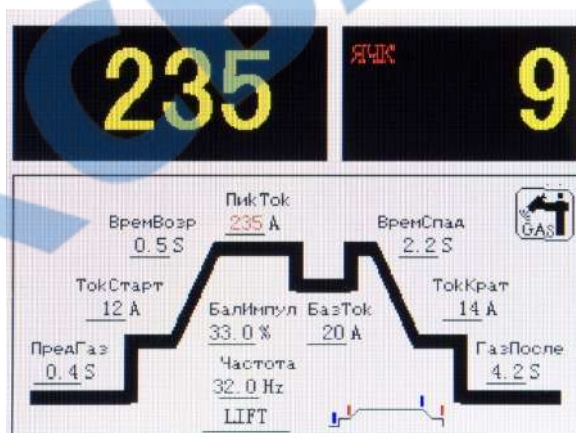 235
ЯЧК 9
ПикТок
235 А
ВремВозр
0.5 S
ВремСпад
2.2 S
GAS
ТокСтарт
12 А
БалИмпул
33.0 %
БазТок
20 А
ТокКрат
14 А
ПредГаз
0.4 S
Частота
32.0 Hz
ГазПосле
4.2 S
LIFT